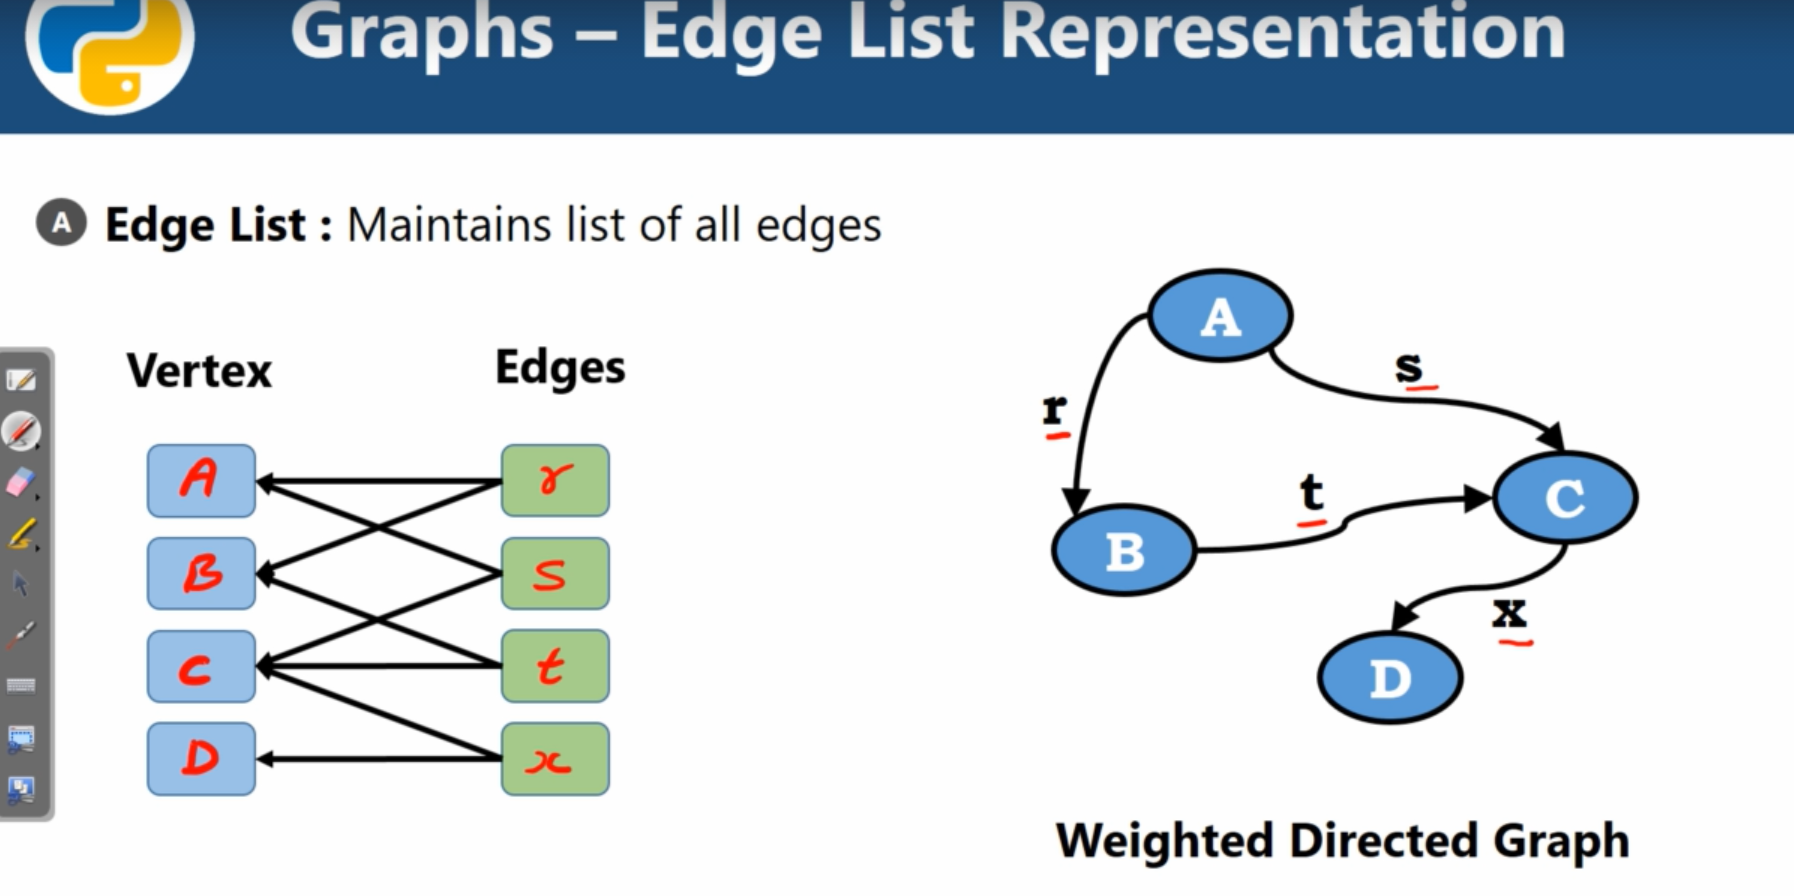 Graphs – Edge List Representation
A Edge List : Maintains list of all edges
Vertex Edges
A r
B s
C t
D x
A
s
r
t
C
B
x
D
Weighted Directed Graph